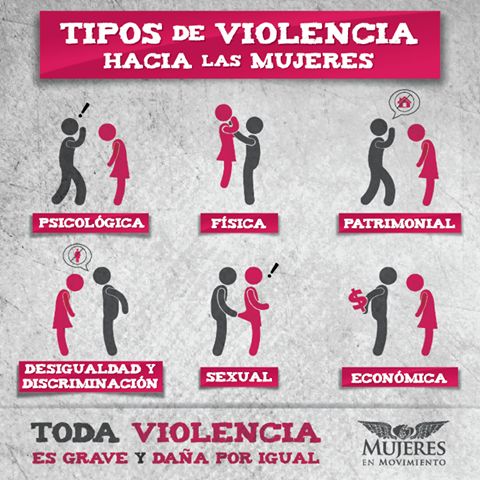 TIPOS DE VIOLENCIA
HACIA LAS MUJERES
!
PSICOLÓGICA
FÍSICA
PATRIMONIAL
!
$
DESIGUALDAD Y
DISCRIMINACIÓN
SEXUAL
ECONÓMICA
TODA VIOLENCIA
ES GRAVE Y DAÑA POR IGUAL
MUJERES
EN MOVIMIENTO